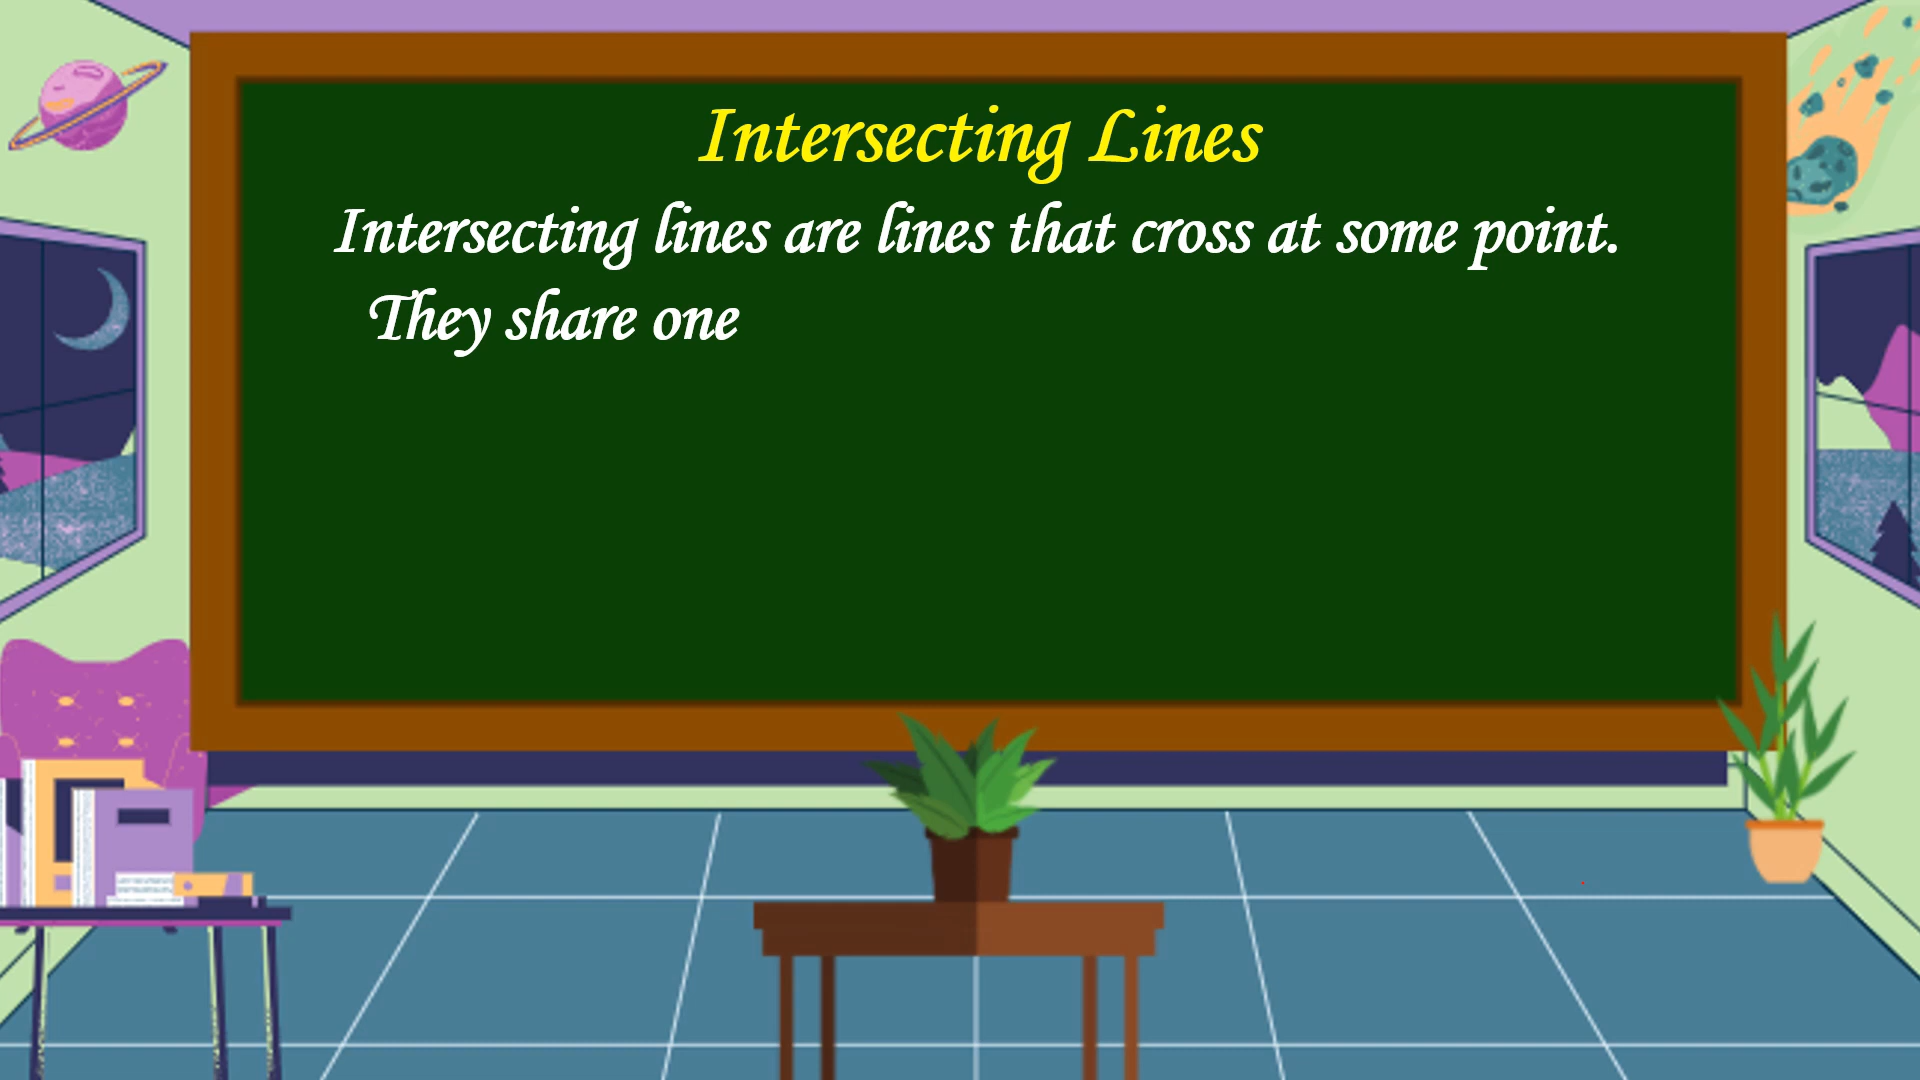 Intersecting Lines
Intersecting lines are lines that cross at some point.
They share one